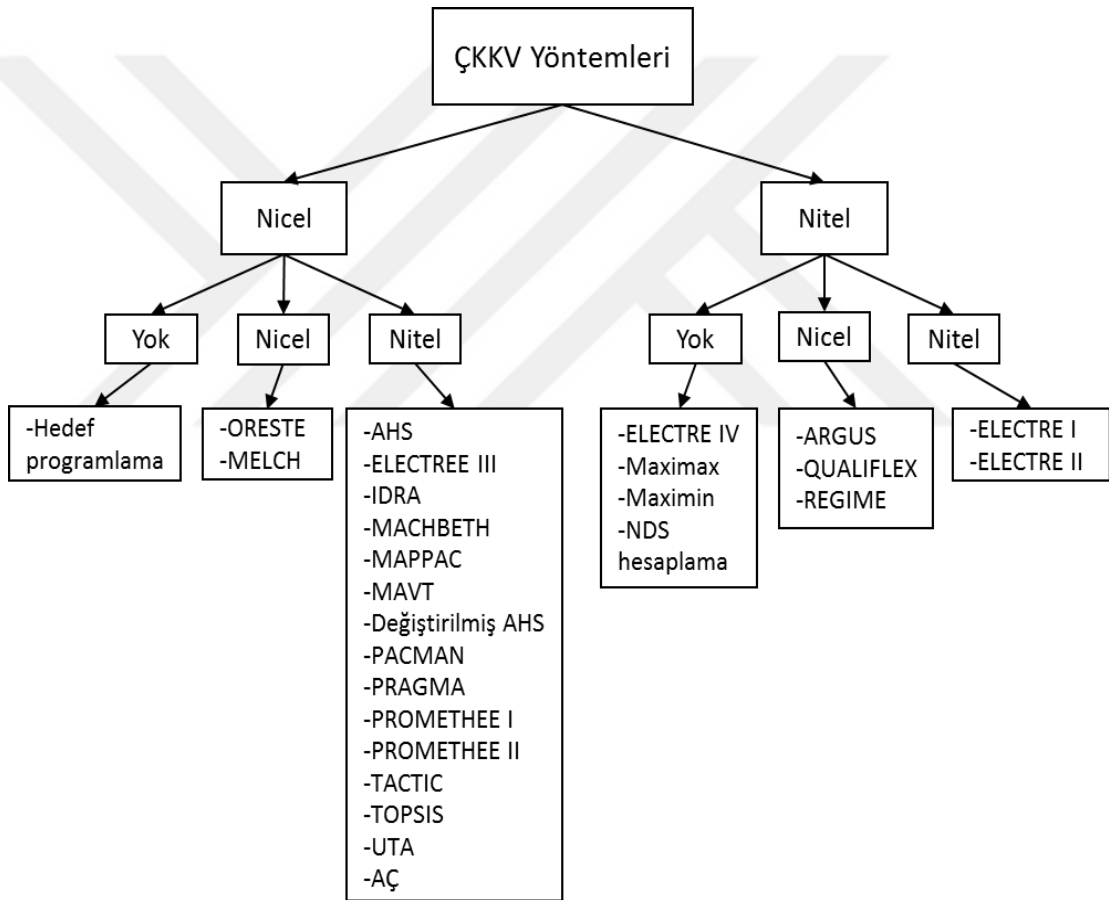 ÇKKV Yöntemleri
Nicel
Nitel
Yok
Nicel
Nitel
Yok
Nicel
Nitel
-Hedef
programlama
-ORESTE
-MELCH
-AHS
-ELECTREE III
-IDRA
-MACHBETH
-MAPPAC
-MAVT
-Değiştirilmiş AHS
-PACMAN
-PRAGMA
-PROMETHEE I
-PROMETHEE II
-TACTIC
-TOPSIS
-UTA
-AÇ
-ELECTRE IV
-Maximax
-Maximin
-NDS
hesaplama
-ARGUS
-QUALIFLEX
-REGIME
-ELECTRE I
-ELECTRE II